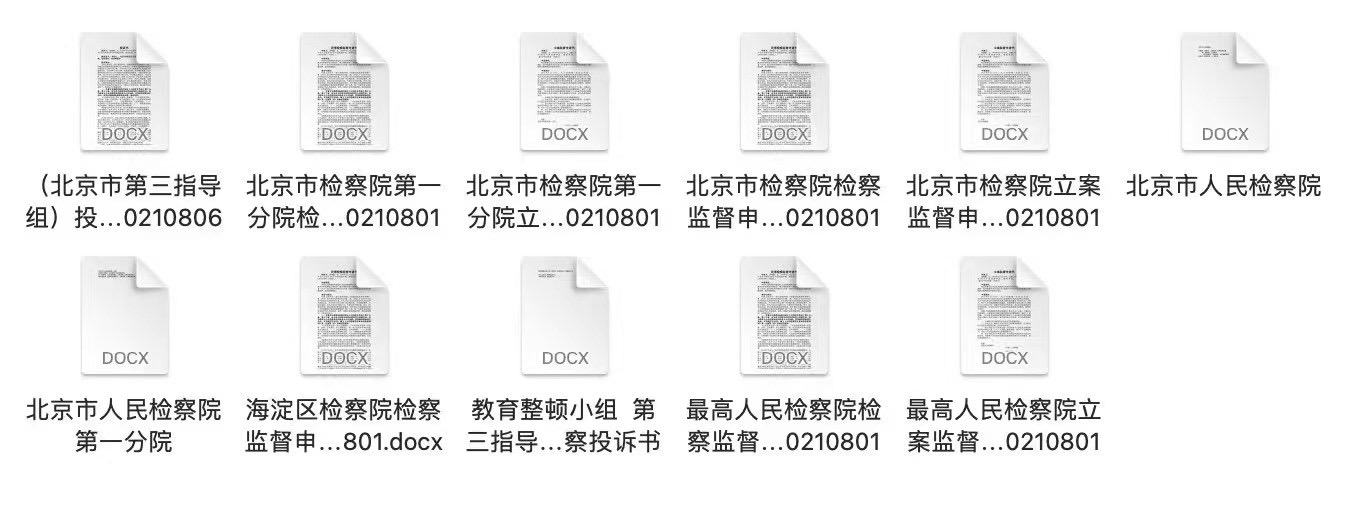 DOCX
DOCX
DOCX
DOCX
DOCX
DOCX
（北京市第三指导
组）投...0210806
北京市检察院第一
分院检...0210801
北京市检察院第一
分院立...0210801
北京市检察院检察
监督申...0210801
北京市检察院立案
监督申...0210801
北京市人民检察院
DOCX
DOCX
DOCX
DOCX
DOCX
北京市人民检察院
第一分院
海淀区检察院检察
监督申...801.docx
教育整顿小组 第
三指导...察投诉书
最高人民检察院检
察监督...0210801
最高人民检察院立
案监督...0210801